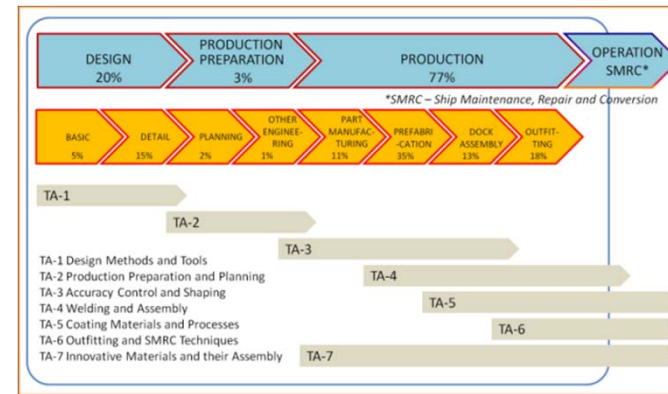 DESIGN
20%
PRODUCTION
PREPARATION
3%
PRODUCTION
77%
OPERATION
SMRC*
*SMRC – Ship Maintenance, Repair and Conversion
BASIC
5%
DETAIL
15%
PLANNING
2%
OTHER
ENGINEE-
RING
1%
PART
MANUFAC-
TURING
11%
PREFABRI
-CATION
35%
DOCK
ASSEMBLY
13%
OUTFIT-
TING
18%
TA-1
TA-2
TA-3
TA-4
TA-5
TA-6
TA-7
TA-1 Design Methods and Tools
TA-2 Production Preparation and Planning
TA-3 Accuracy Control and Shaping
TA-4 Welding and Assembly
TA-5 Coating Materials and Processes
TA-6 Outfitting and SMRC Techniques
TA-7 Innovative Materials and their Assembly